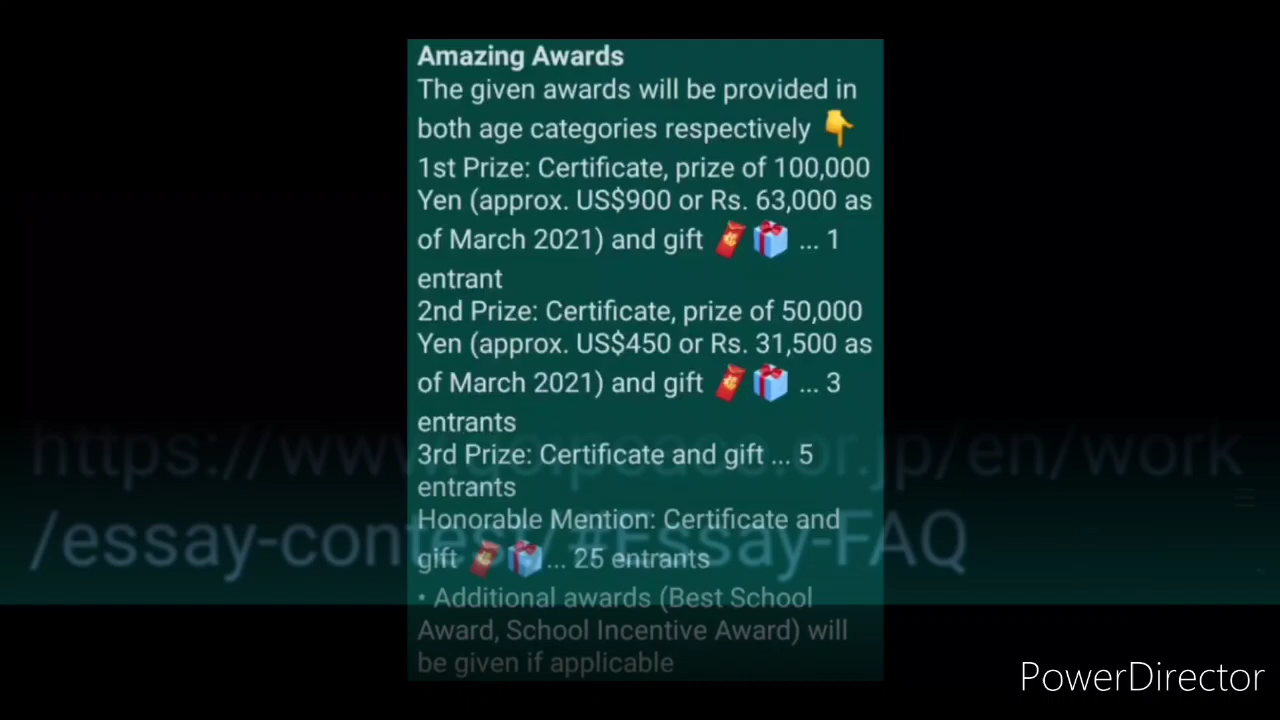 Amazing Awards
The given awards will be provided in
both age categories respectively 👇
1st Prize: Certificate, prize of 100,000
Yen (approx. US$900 or Rs. 63,000 as
of March 2021) and gift 🧧🎁 ... 1
entrant
2nd Prize: Certificate, prize of 50,000
Yen (approx. US$450 or Rs. 31,500 as
of March 2021) and gift 🧧🎁 ... 3
entrants
3rd Prize: Certificate and gift ... 5
entrants
Honorable Mention: Certificate and
gift 🧧🎁... 25 entrants
• Additional awards (Best School
Award, School Incentive Award) will
be given if applicable
https://www. .or.jp/en/work
/essay-contest/#Essay-FAQ
PowerDirector